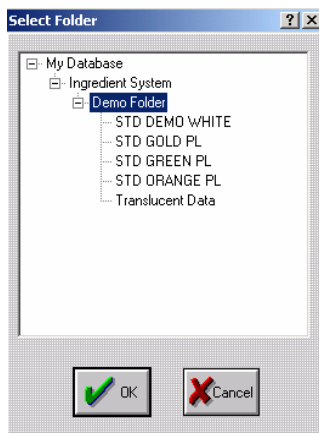 Select Folder
My Database
Ingredient System
Demo Folder
STD DEMO WHITE
STD GOLD PL
STD GREEN PL
STD ORANGE PL
Translucent Data
OK
Cancel